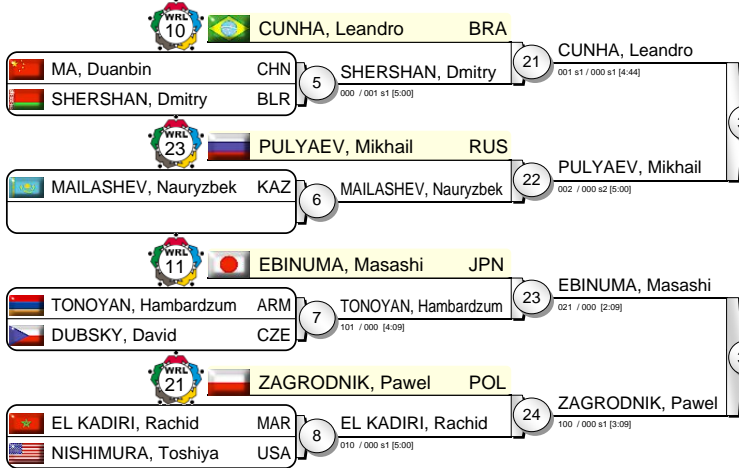 WRL
10
CUNHA, Leandro BRA
MA, Duanbin CHN
SHERSHAN, Dmitry BLR
5
SHERSHAN, Dmitry
000 / 001 s1 [5:00]
21
CUNHA, Leandro
001 s1 / 000 s1 [4:44]
WRL
23
PULYAEV, Mikhail RUS
MAILASHEV, Nauryzbek KAZ
6
MAILASHEV, Nauryzbek
22
PULYAEV, Mikhail
002 / 000 s2 [5:00]
WRL
11
EBINUMA, Masashi JPN
TONOYAN, Hambardzum ARM
DUBSKY, David CZE
7
TONOYAN, Hambardzum
101 / 000 [4:09]
23
EBINUMA, Masashi
021 / 000 [2:09]
WRL
21
ZAGRODNIK, Pawel POL
EL KADIRI, Rachid MAR
NISHIMURA, Toshiya USA
8
EL KADIRI, Rachid
010 / 000 s1 [5:00]
24
ZAGRODNIK, Pawel
100 / 000 s1 [3:09]